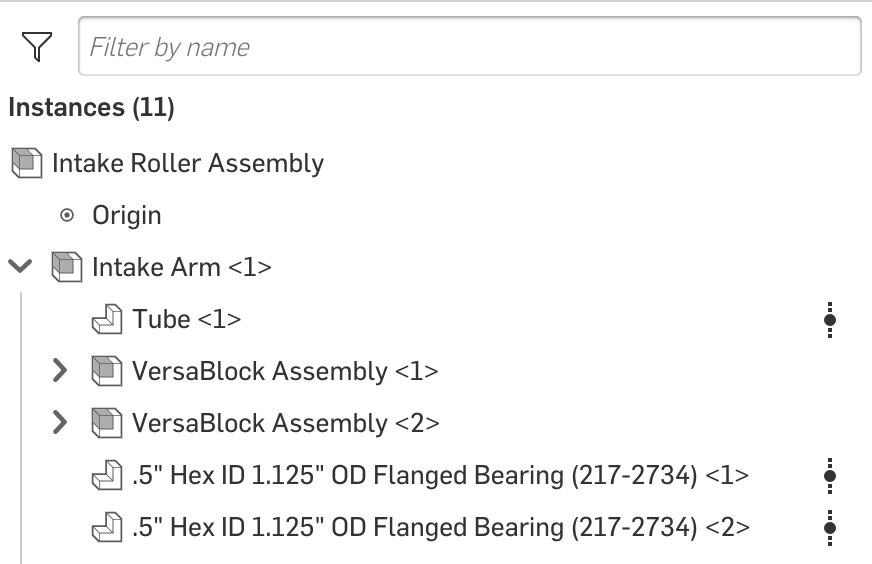 Filter by name
Instances (11)
Intake Roller Assembly
Origin
Intake Arm <1>
Tube <1>
VersaBlock Assembly <1>
VersaBlock Assembly <2>
.5" Hex ID 1.125" OD Flanged Bearing (217-2734) <1>
.5" Hex ID 1.125" OD Flanged Bearing (217-2734) <2>